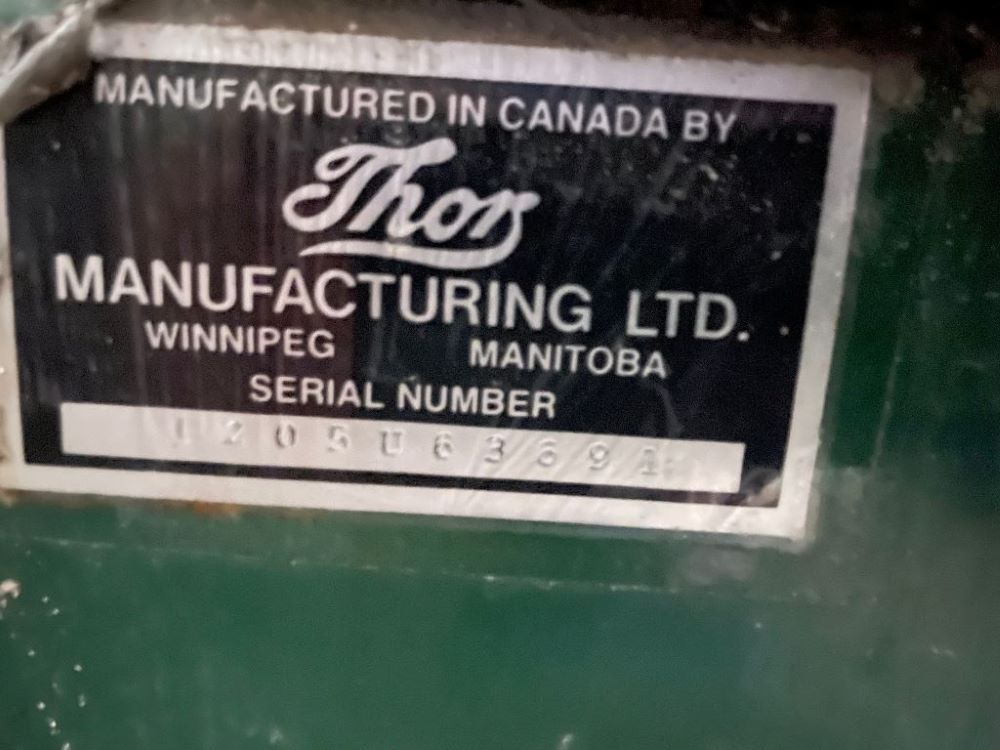 MANUFACTURED IN CANADA BY
Thor
MANUFACTURING LTD.
WINNIPEG MANITOBA
SERIAL NUMBER